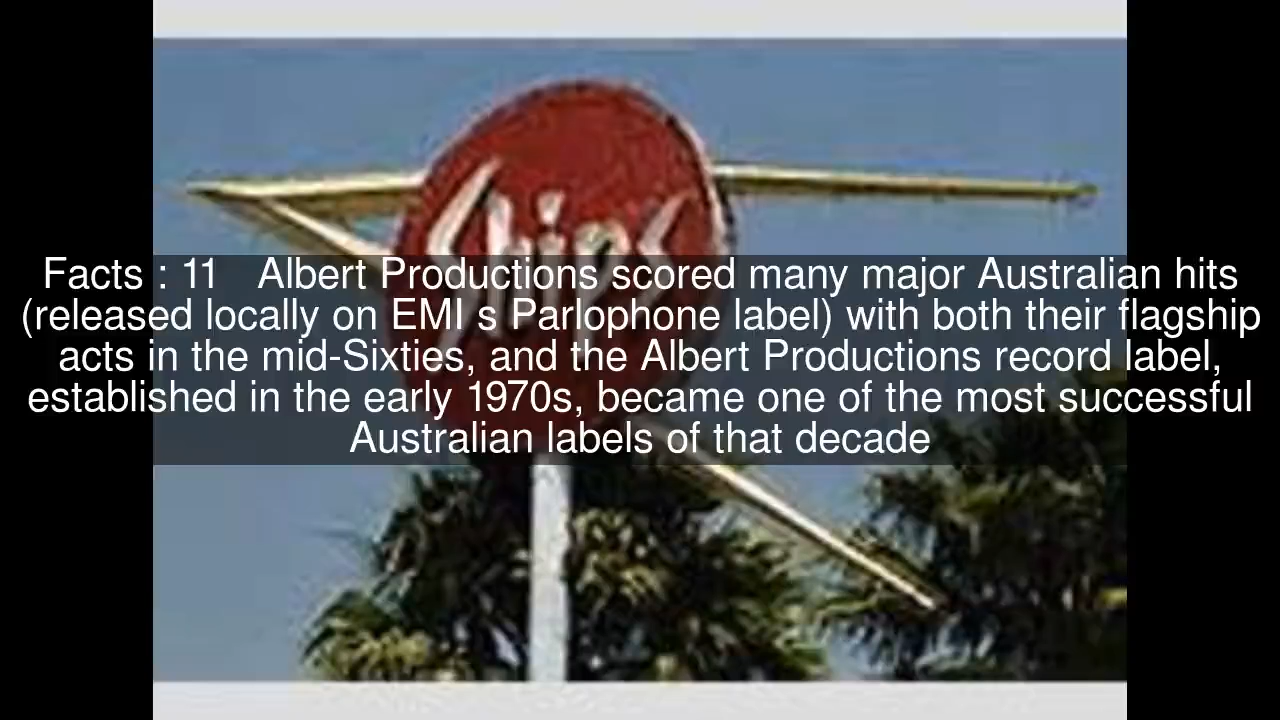 Ships
Facts : 11 Albert Productions scored many major Australian hits
(released locally on EMI s Parlophone label) with both their flagship
acts in the mid-Sixties, and the Albert Productions record label,
established in the early 1970s, became one of the most successful
Australian labels of that decade